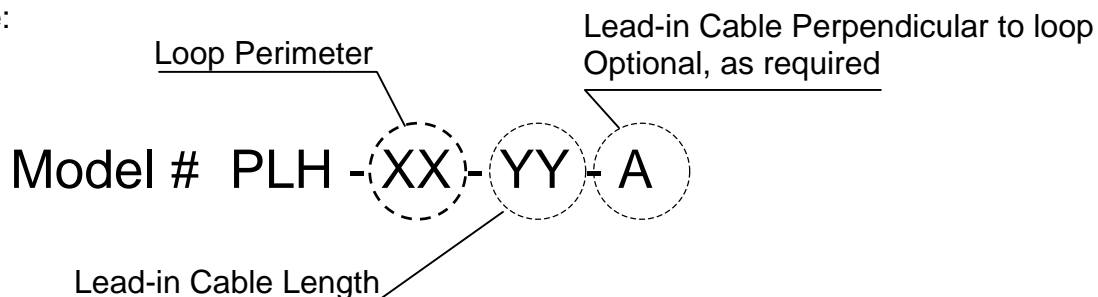 Loop Perimeter
Lead-in Cable Perpendicular to loop
Optional, as required
Model # PLH -XX- YY - A
Lead-in Cable Length